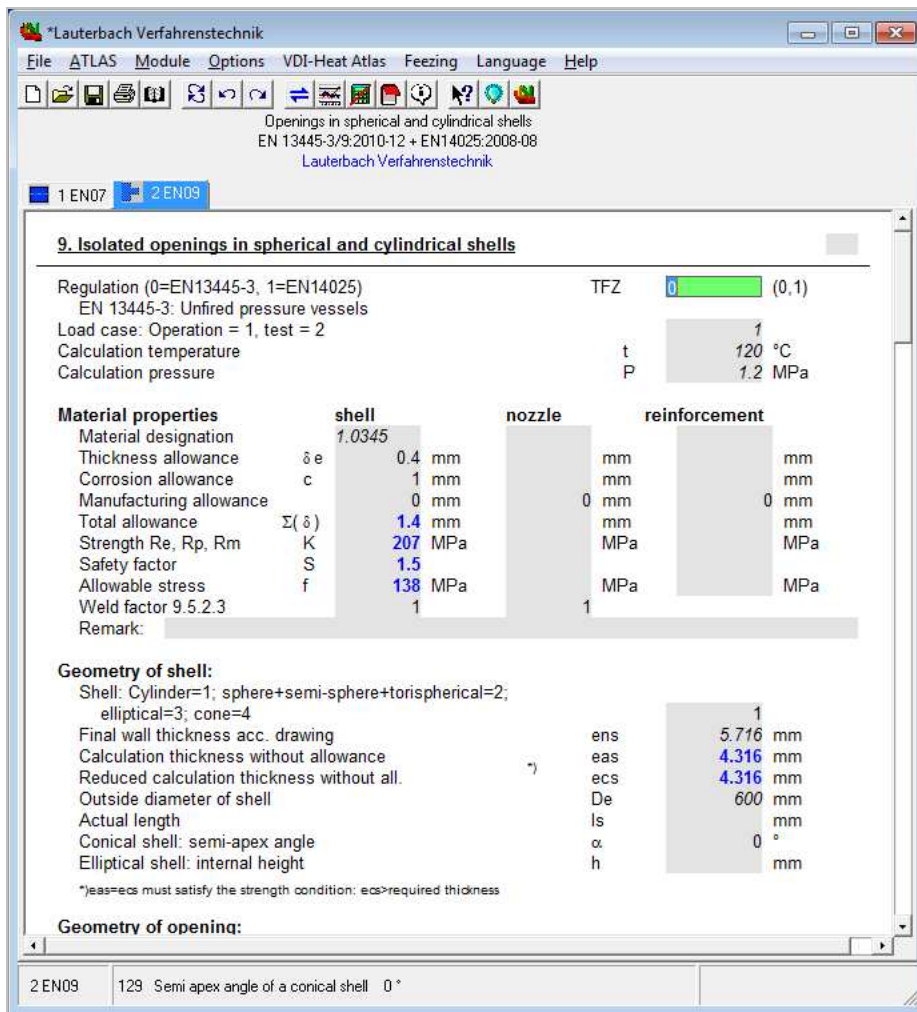 *Lauterbach Verfahrenstechnik
File ATLAS Module Options VDI-Heat Atlas Feezing Language Help
Openings in spherical and cylindrical shells
EN 13445-3/9:2010-12 + EN14025:2008-08
Lauterbach Verfahrenstechnik
1 EN07 2 EN09
9. Isolated openings in spherical and cylindrical shells
Regulation (0=EN13445-3, 1=EN14025) TFZ 0 (0,1)
EN 13445-3: Unfired pressure vessels
Load case: Operation = 1, test = 2 1
Calculation temperature t 120 °C
Calculation pressure P 1.2 MPa
Material properties shell nozzle reinforcement
Material designation 1.0345
Thickness allowance δ e 0.4 mm mm mm
Corrosion allowance c 1 mm mm mm
Manufacturing allowance 0 mm 0 mm 0 mm
Total allowance Σ( δ ) 1.4 mm mm mm
Strength Re, Rp, Rm K 207 MPa MPa MPa
Safety factor S 1.5
Allowable stress f 138 MPa MPa MPa
Weld factor 9.5.2.3 1 1
Remark:
Geometry of shell:
Shell: Cylinder=1; sphere+semi-sphere+torispherical=2;
elliptical=3; cone=4 1
Final wall thickness acc. drawing ens 5.716 mm
Calculation thickness without allowance eas 4.316 mm
*)
Reduced calculation thickness without all. ecs 4.316 mm
Outside diameter of shell De 600 mm
Actual length ls mm
Conical shell: semi-apex angle α 0 °
Elliptical shell: internal height h mm
*)eas=ecs must satisfy the strength condition: ecs>required thickness
Geometry of opening:
2 EN09 129 Semi apex angle of a conical shell 0 °